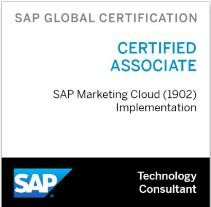 SAP GLOBAL CERTIFICATION
CERTIFIED
ASSOCIATE
SAP Marketing Cloud (1902)
Implementation
SAP
Technology
Consultant